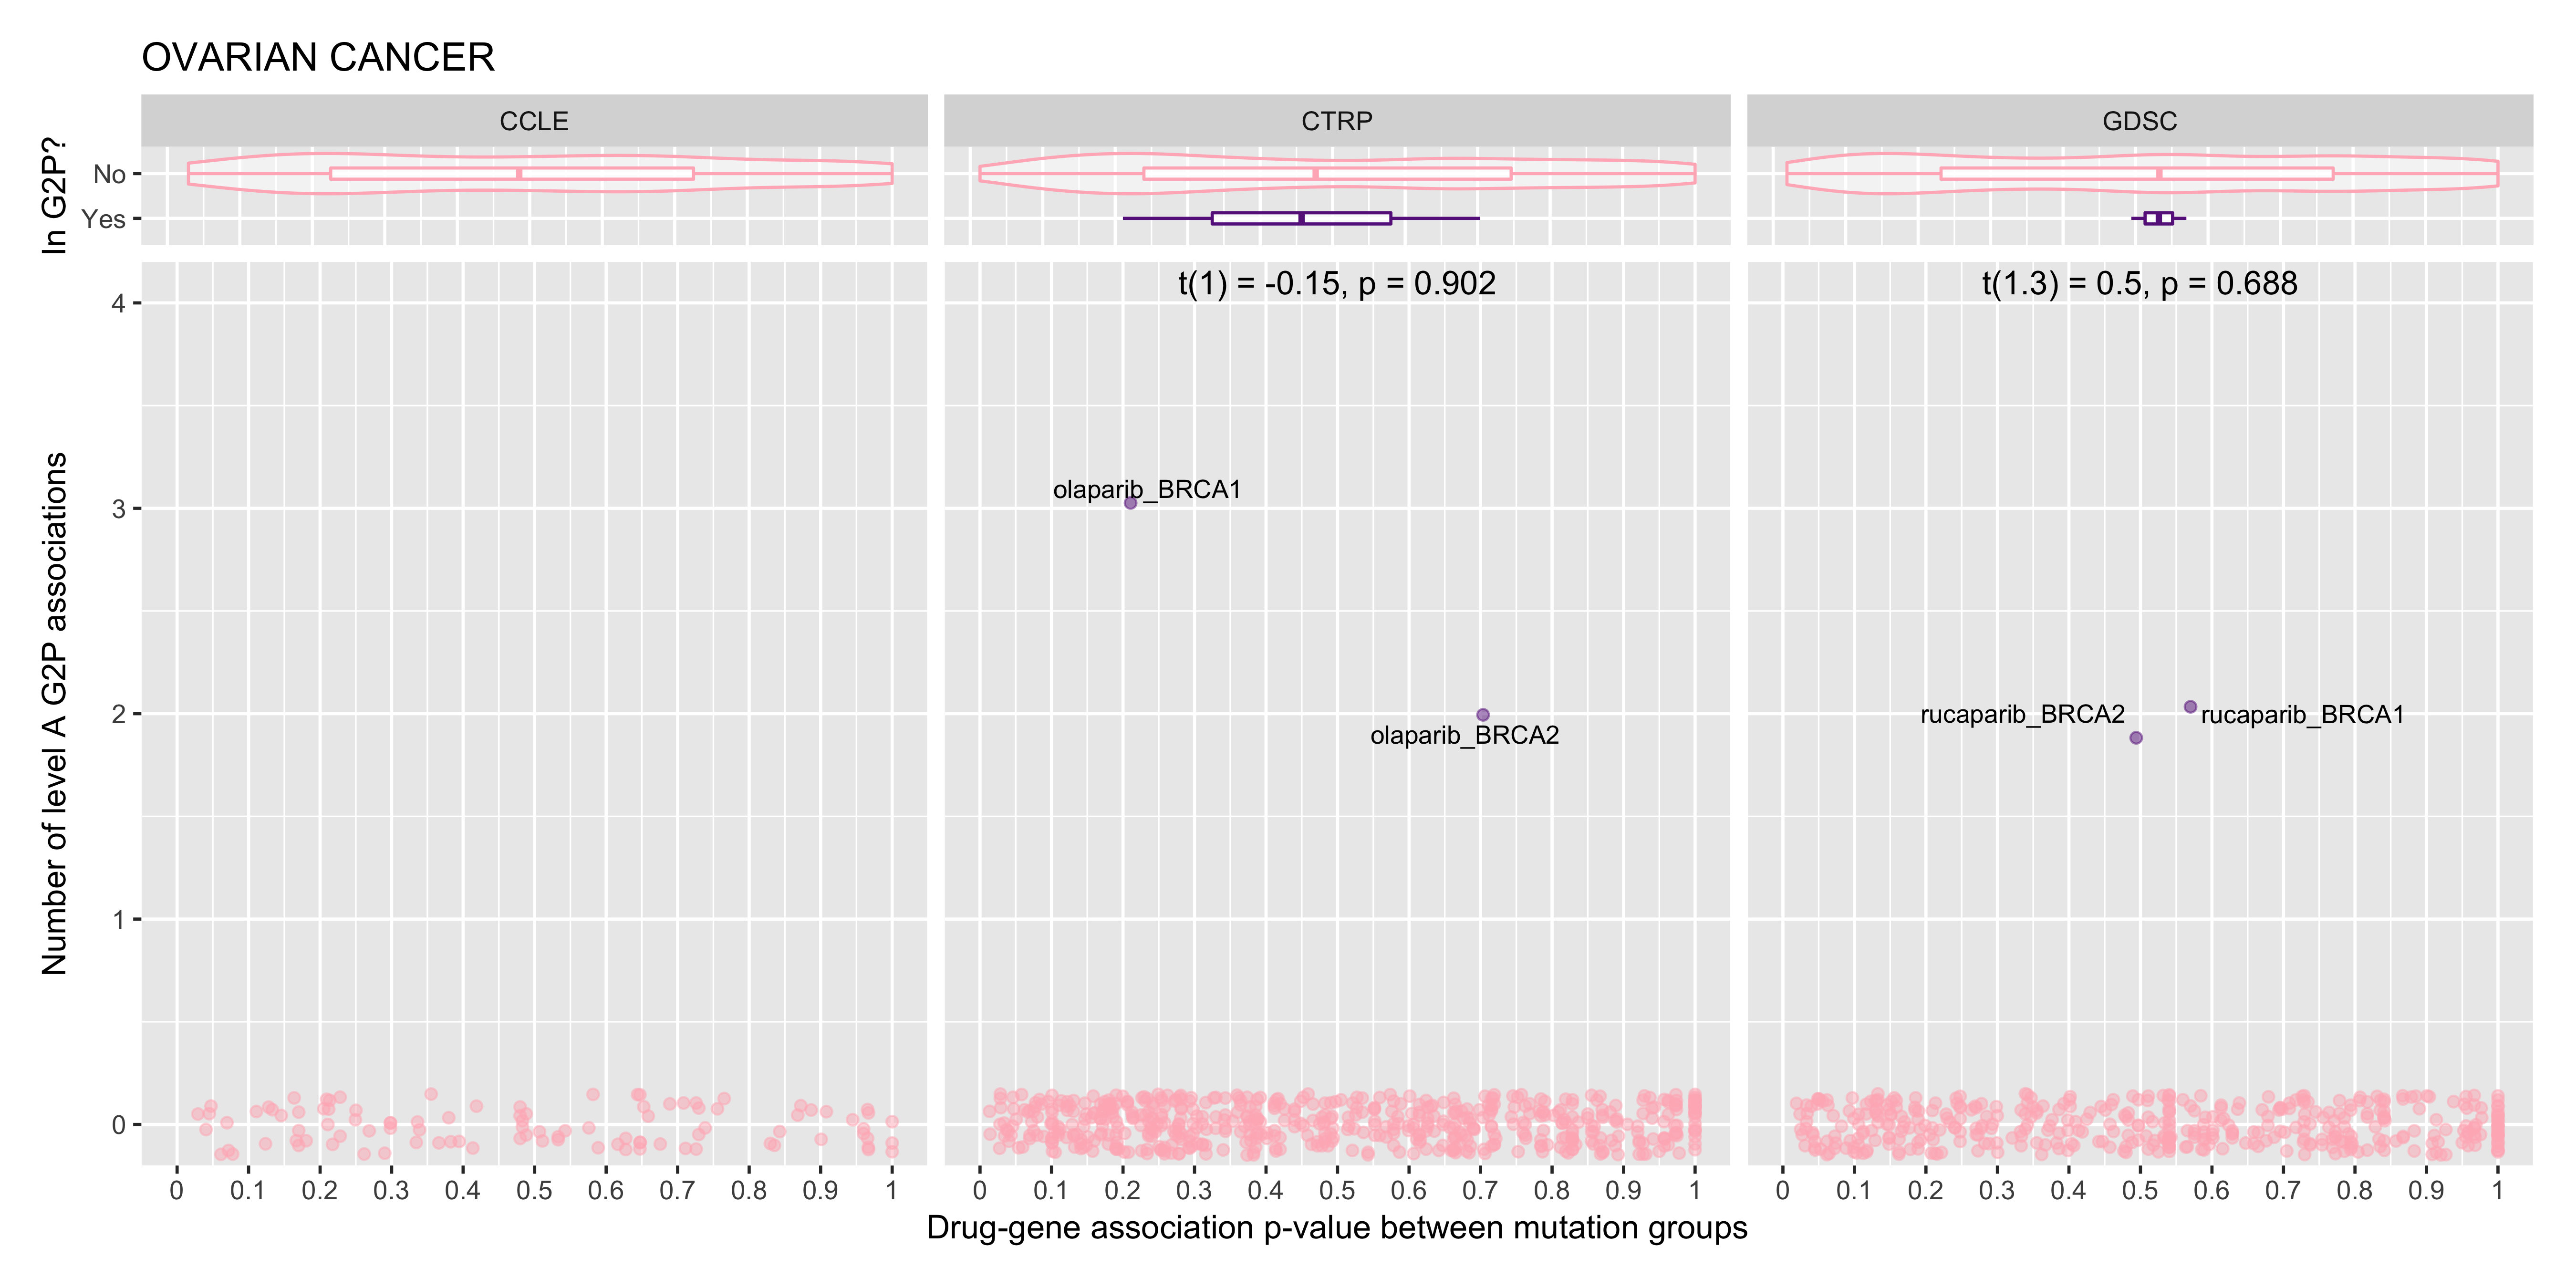 OVARIAN CANCER
CCLE
CTRP
GDSC
In G2P?
No
Yes
t(1) = -0.15, p = 0.902
t(1.3) = 0.5, p = 0.688
Number of level A G2P associations
4
3
2
1
0
olaparib_BRCA1
olaparib_BRCA2
rucaparib_BRCA2
rucaparib_BRCA1
0 0.1 0.2 0.3 0.4 0.5 0.6 0.7 0.8 0.9 1
0 0.1 0.2 0.3 0.4 0.5 0.6 0.7 0.8 0.9 1
0 0.1 0.2 0.3 0.4 0.5 0.6 0.7 0.8 0.9 1
Drug-gene association p-value between mutation groups